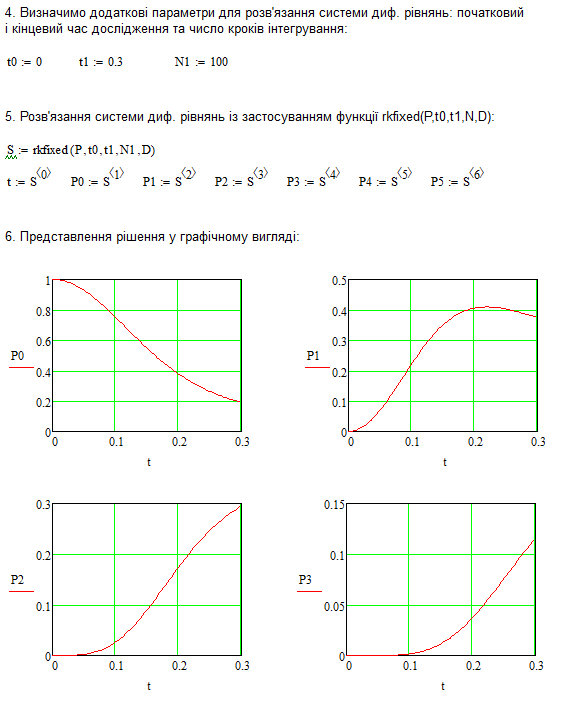 4. Визначимо додаткові параметри для розв'язання системи диф. рівнянь: початковий
і кінцевий час дослідження та число кроків інтегрування:
t0 := 0 t1 := 0.3 N1 := 100
5. Розв'язання системи диф. рівнянь із застосуванням функції rkfixed(P,t0,t1,N,D):
S := rkfixed(P,t0,t1,N1,D)
t := S⟨0⟩ P0 := S⟨1⟩ P1 := S⟨2⟩ P2 := S⟨3⟩ P3 := S⟨4⟩ P4 := S⟨5⟩ P5 := S⟨6⟩
6. Представлення рішення у графічному вигляді:
1
0.8
0.6
P0
0.4
0.2
0
0 0.1 0.2 0.3
t
0.5
0.4
0.3
P1
0.2
0.1
0
0 0.1 0.2 0.3
t
0.3
0.2
P2
0.1
0
0 0.1 0.2 0.3
t
0.15
0.1
P3
0.05
0
0 0.1 0.2 0.3
t